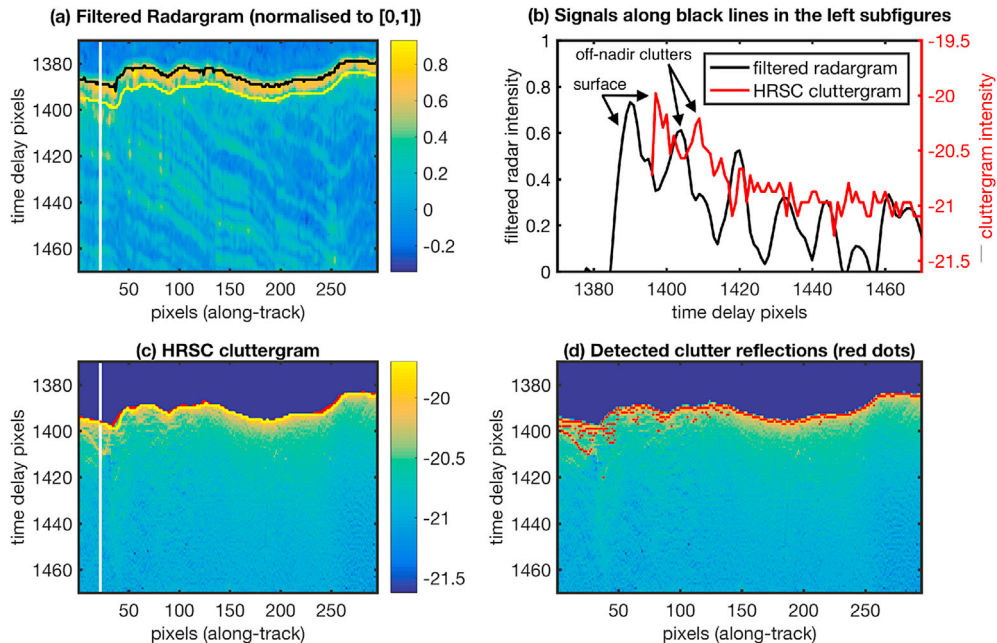 (a) Filtered Radargram (normalised to [0,1])
time delay pixels
1380
1400
1420
1440
1460
50 100 150 200 250
pixels (along-track)
0.8
0.6
0.4
0.2
0
-0.2
(b) Signals along black lines in the left subfigures
filtered radar intensity
1
0.8
0.6
0.4
0.2
0
off-nadir clutters
surface
filtered radargram
HRSC cluttergram
1380 1400 1420 1440 1460
time delay pixels
-19.5
-20
-20.5
-21
-21.5
— cluttergram intensity
(c) HRSC cluttergram
time delay pixels
1380
1400
1420
1440
1460
50 100 150 200 250
pixels (along-track)
-20
-20.5
-21
-21.5
(d) Detected clutter reflections (red dots)
time delay pixels
1380
1400
1420
1440
1460
50 100 150 200 250
pixels (along-track)